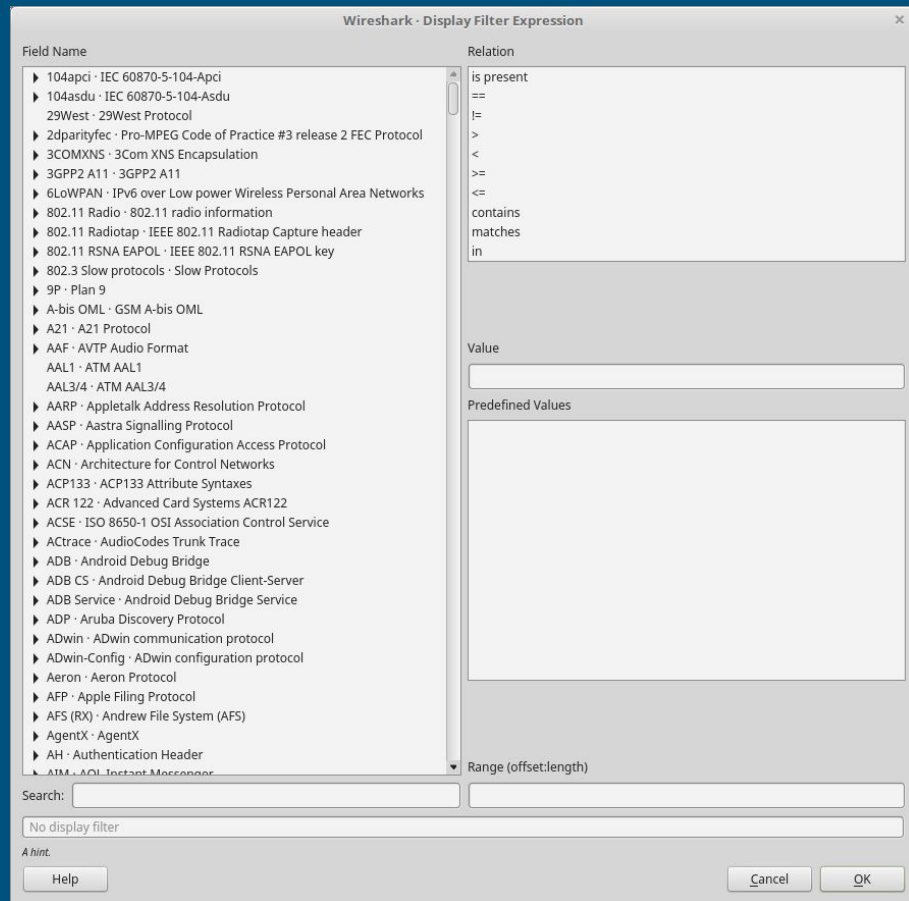 Wireshark · Display Filter Expression
Field Name
104apci · IEC 60870-5-104-Apci
104asdu · IEC 60870-5-104-Asdu
29West · 29West Protocol
2dparityfec · Pro-MPEG Code of Practice #3 release 2 FEC Protocol
3COMXNS · 3Com XNS Encapsulation
3GPP2 A11 · 3GPP2 A11
6LoWPAN · IPv6 over Low power Wireless Personal Area Networks
802.11 Radio · 802.11 radio information
802.11 Radiotap · IEEE 802.11 Radiotap Capture header
802.11 RSNA EAPOL · IEEE 802.11 RSNA EAPOL key
802.3 Slow protocols · Slow Protocols
9P · Plan 9
A-bis OML · GSM A-bis OML
A21 · A21 Protocol
AAF · AVTP Audio Format
AAL1 · ATM AAL1
AAL3/4 · ATM AAL3/4
AARP · Appletalk Address Resolution Protocol
AASP · Aastra Signalling Protocol
ACAP · Application Configuration Access Protocol
ACN · Architecture for Control Networks
ACP133 · ACP133 Attribute Syntaxes
ACR 122 · Advanced Card Systems ACR122
ACSE · ISO 8650-1 OSI Association Control Service
ACtrace · AudioCodes Trunk Trace
ADB · Android Debug Bridge
ADB CS · Android Debug Bridge Client-Server
ADB Service · Android Debug Bridge Service
ADP · Aruba Discovery Protocol
ADwin · ADwin communication protocol
ADwin-Config · ADwin configuration protocol
Aeron · Aeron Protocol
AFP · Apple Filing Protocol
AFS (RX) · Andrew File System (AFS)
AgentX · AgentX
AH · Authentication Header
AIM · AOL Instant Messenger
Search:
No display filter
A hint.
Help
Relation
is present
==
!=
>
<
>=
<=
contains
matches
in
Value
Predefined Values
Range (offset:length)
Cancel
OK